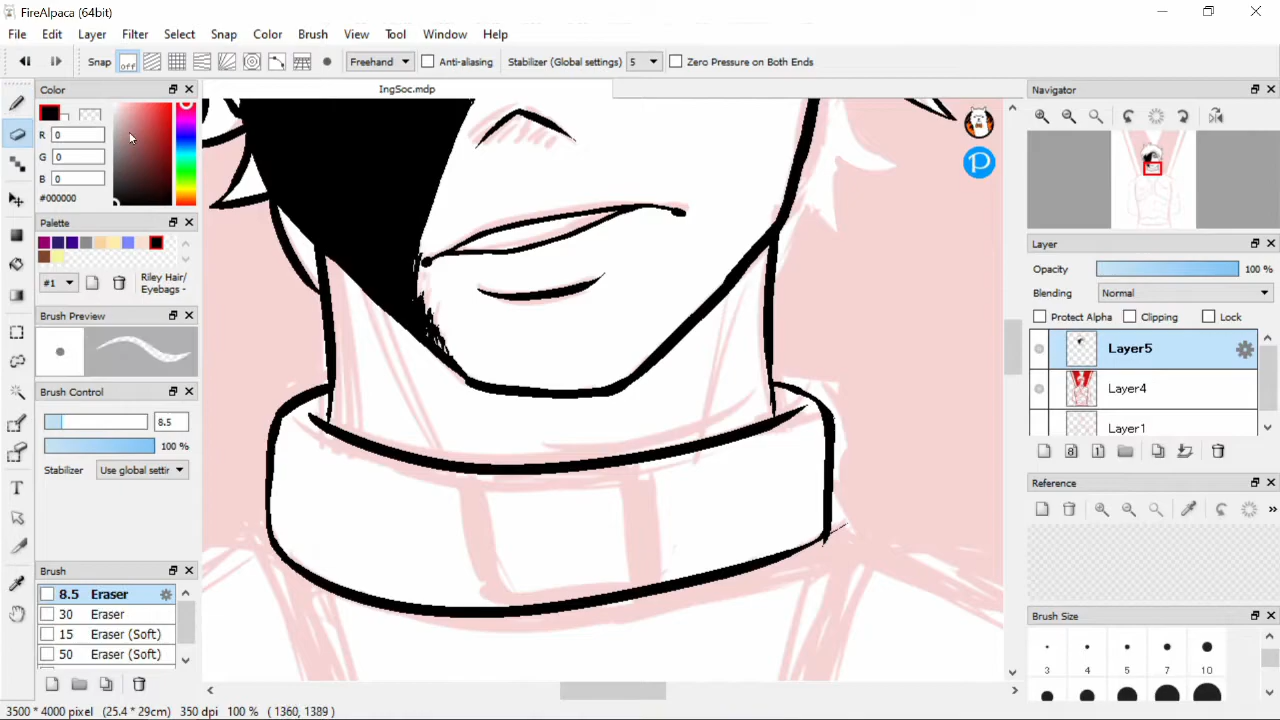 FireAlpaca (64bit)
File Edit Layer Filter Select Snap Color Brush View Tool Window Help
Snap off Freehand Anti-aliasing Stabilizer (Global settings) 5 Zero Pressure on Both Ends
Color
R 0
G 0
B 0
#000000
Palette
#1 Riley Hair/
Eyebags -
Brush Preview
Brush Control
8.5
100 %
Stabilizer Use global settir
Brush
8.5 Eraser
30 Eraser
15 Eraser (Soft)
50 Eraser (Soft)
IngSoc.mdp
P
Navigator
Layer
Opacity 100 %
Blending Normal
Protect Alpha Clipping Lock
Layer5
Layer4
Layer1
8 1
Reference
»
Brush Size
3 4 5 7 10
3500 * 4000 pixel (25.4 * 29cm) 350 dpi 100 % ( 1360, 1389 )